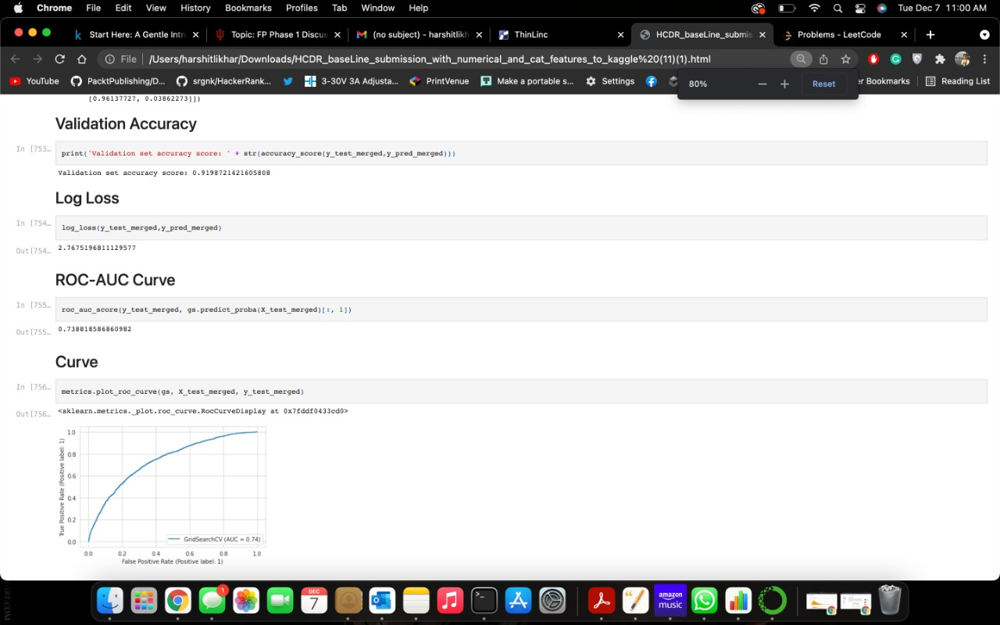 Chrome File Edit View History Bookmarks Profiles Tab Window Help Tue Dec 7 11:00 AM
Start Here: A Gentle Intr Topic: FP Phase 1 Discus (no subject) - harshitlikh ThinLinc HCDR_baseLine_submis Problems - LeetCode
File /Users/harshitlikhar/Downloads/HCDR_baseLine_submission_with_numerical_and_cat_features_to_kaggle%20(11)(1).html
YouTube PacktPublishing/D... srgnk/HackerRank... 3-30V 3A Adjusta... PrintVenue Make a portable s... Settings er Bookmarks Reading List
80% Reset
[0.96137727, 0.03862273]])
Validation Accuracy
In [753…
print('Validation set accuracy score: ' + str(accuracy_score(y_test_merged,y_pred_merged)))
Validation set accuracy score: 0.9198721421605808
Log Loss
In [754…
log_loss(y_test_merged,y_pred_merged)
Out[754…
2.7675196811129577
ROC-AUC Curve
In [755…
roc_auc_score(y_test_merged, gs.predict_proba(X_test_merged)[:, 1])
Out[755…
0.738818586860982
Curve
In [756…
metrics.plot_roc_curve(gs, X_test_merged, y_test_merged)
Out[756…
<sklearn.metrics._plot.roc_curve.RocCurveDisplay at 0x7fddf0433cd0>
True Positive Rate (Positive label: 1)
1.0
0.8
0.6
0.4
0.2
0.0
GridSearchCV (AUC = 0.74)
0.0 0.2 0.4 0.6 0.8 1.0
False Positive Rate (Positive label: 1)
1
DEC
7
amazon
music